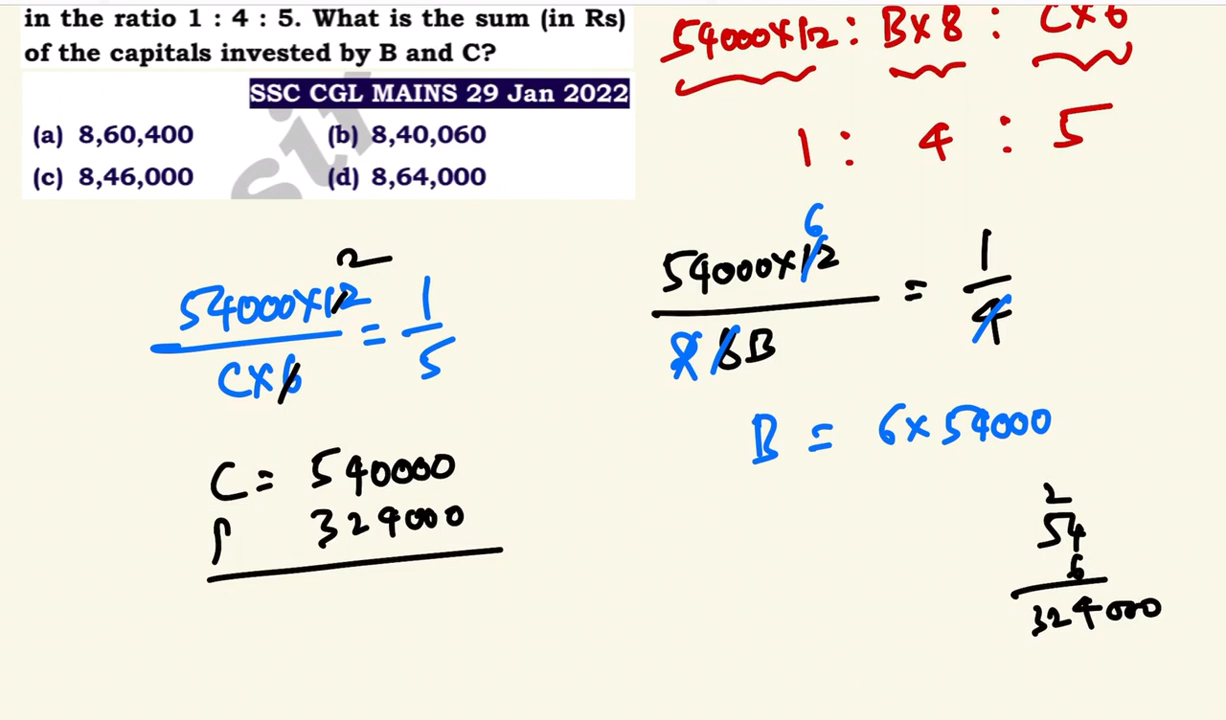 in the ratio 1 : 4 : 5. What is the sum (in Rs)
of the capitals invested by B and C?
SSC CGL MAINS 29 Jan 2022
(a) 8,60,400 (b) 8,40,060
(c) 8,46,000 (d) 8,64,000
sir
54000×12 : B×8 : C×6
1 : 4 : 5
2
54000×12 / C×6 = 1/5
C = 540000
324000
6
54000×12 / 8B = 1/4
B = 6×54000
2
54
6
324000